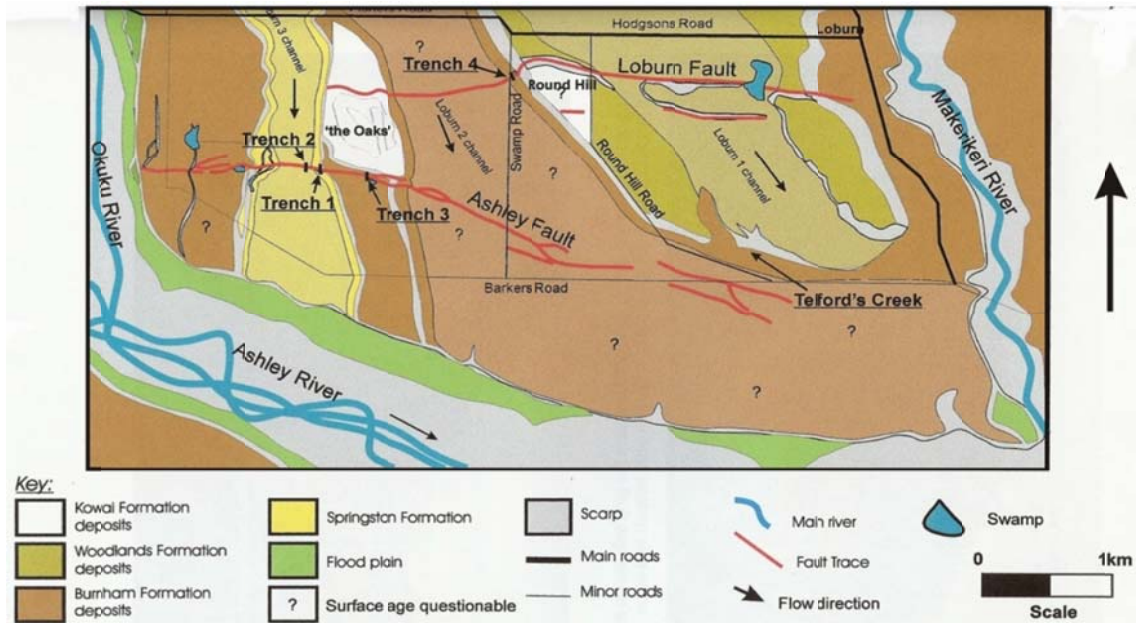 Hodgsons Road
Loburn
Loburn 3 channel
Trench 4
Loburn Fault
Round Hill
?
?
'the Oaks'
Loburn 2 channel
Swamp Road
Makerikeri River
Trench 2
Okuku River
Loburn 1 channel
Round Hill Road
?
Trench 1
Trench 3
Ashley Fault
?
?
Barkers Road
Telford's Creek
?
?
?
Ashley River
Key:
Kowai Formation
deposits
Woodlands Formation
deposits
Burnham Formation
deposits
Springston Formation
Flood plain
? Surface age questionable
Scarp
Main roads
Minor roads
Main river
Fault Trace
Flow direction
Swamp
0 1km
Scale